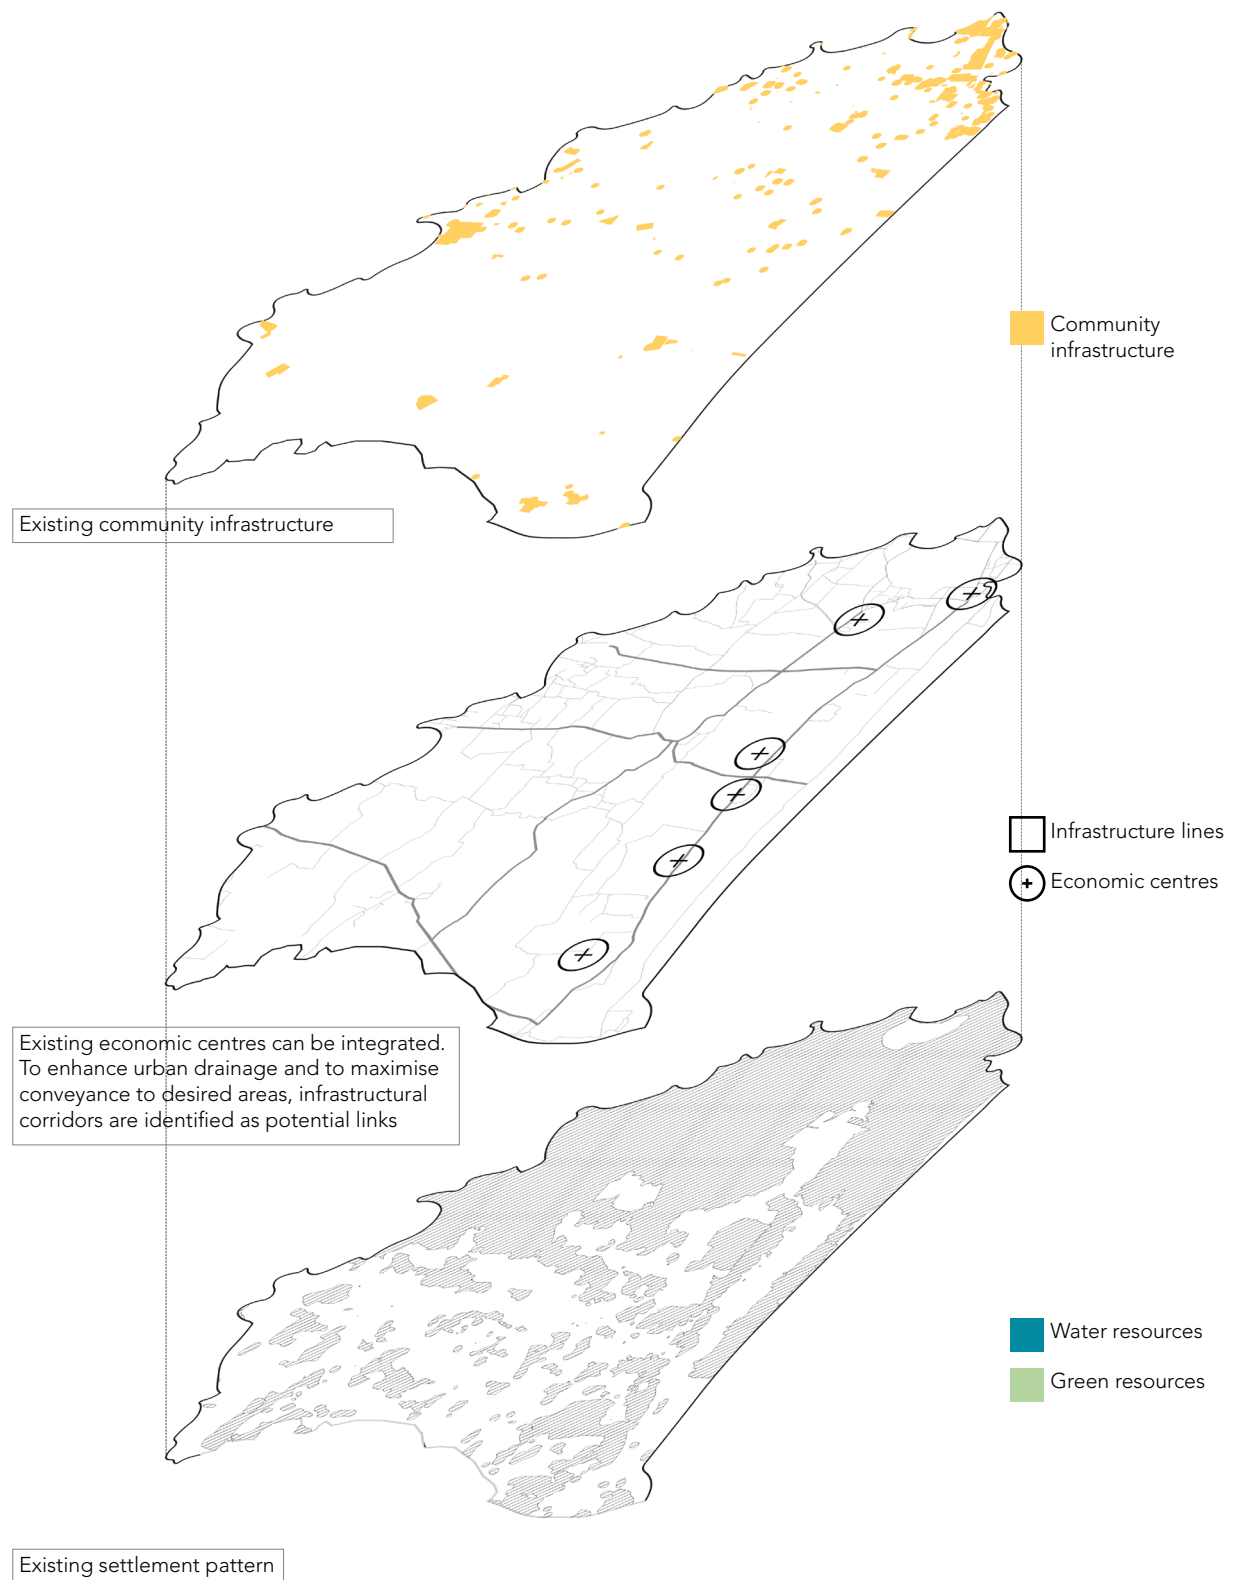 Community
infrastructure
Existing community infrastructure
Infrastructure lines
Economic centres
Existing economic centres can be integrated.
To enhance urban drainage and to maximise
conveyance to desired areas, infrastructural
corridors are identified as potential links
Water resources
Green resources
Existing settlement pattern